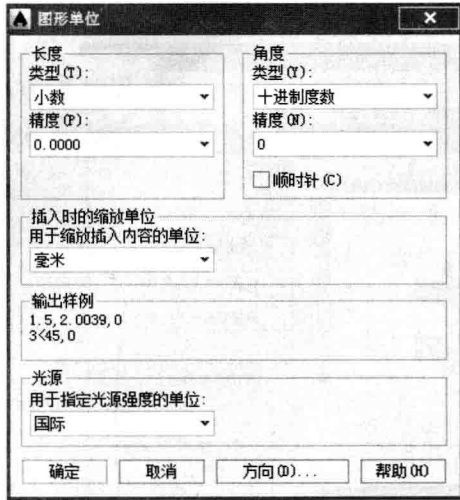 图形单位
长度
类型(T):
小数
精度(P):
0.0000
角度
类型(Y):
十进制度数
精度(N):
0
顺时针(C)
插入时的缩放单位
用于缩放插入内容的单位:
毫米
输出样例
1.5,2.0039,0
3<45,0
光源
用于指定光源强度的单位:
国际
确定 取消 方向(D)... 帮助(H)